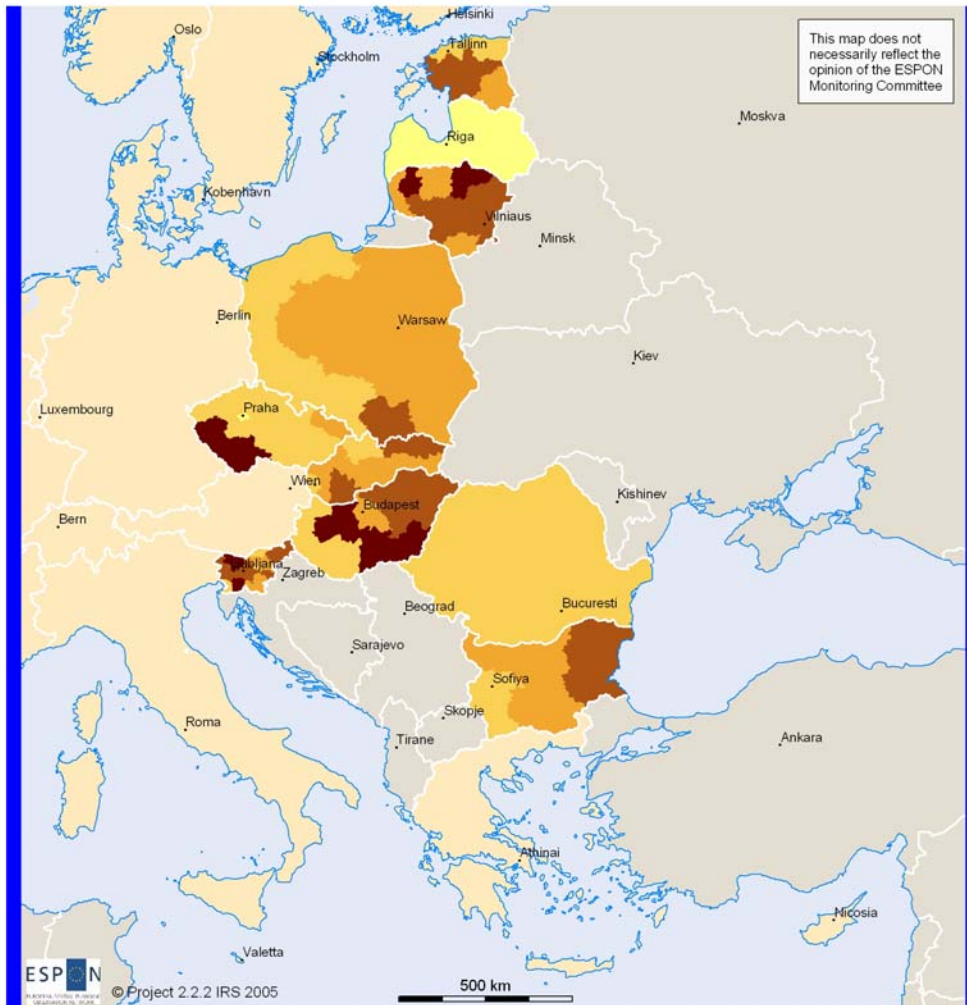 Helsinki
Oslo
Tallinn
Stockholm
This map does not
necessarily reflect the
opinion of the ESPON
Monitoring Committee
Moskva
Riga
Kobenhavn
Vilniaus
Minsk
Berlin
Warsaw
Kiev
Luxembourg
Praha
Wien
Kishinev
Budapest
Bern
Ljubljana
Zagreb
Beograd
Bucuresti
Sarajevo
Sofiya
Skopje
Roma
Tirane
Ankara
Athinai
Nicosia
Valetta
ESPON
© Project 2.2.2 IRS 2005
500 km